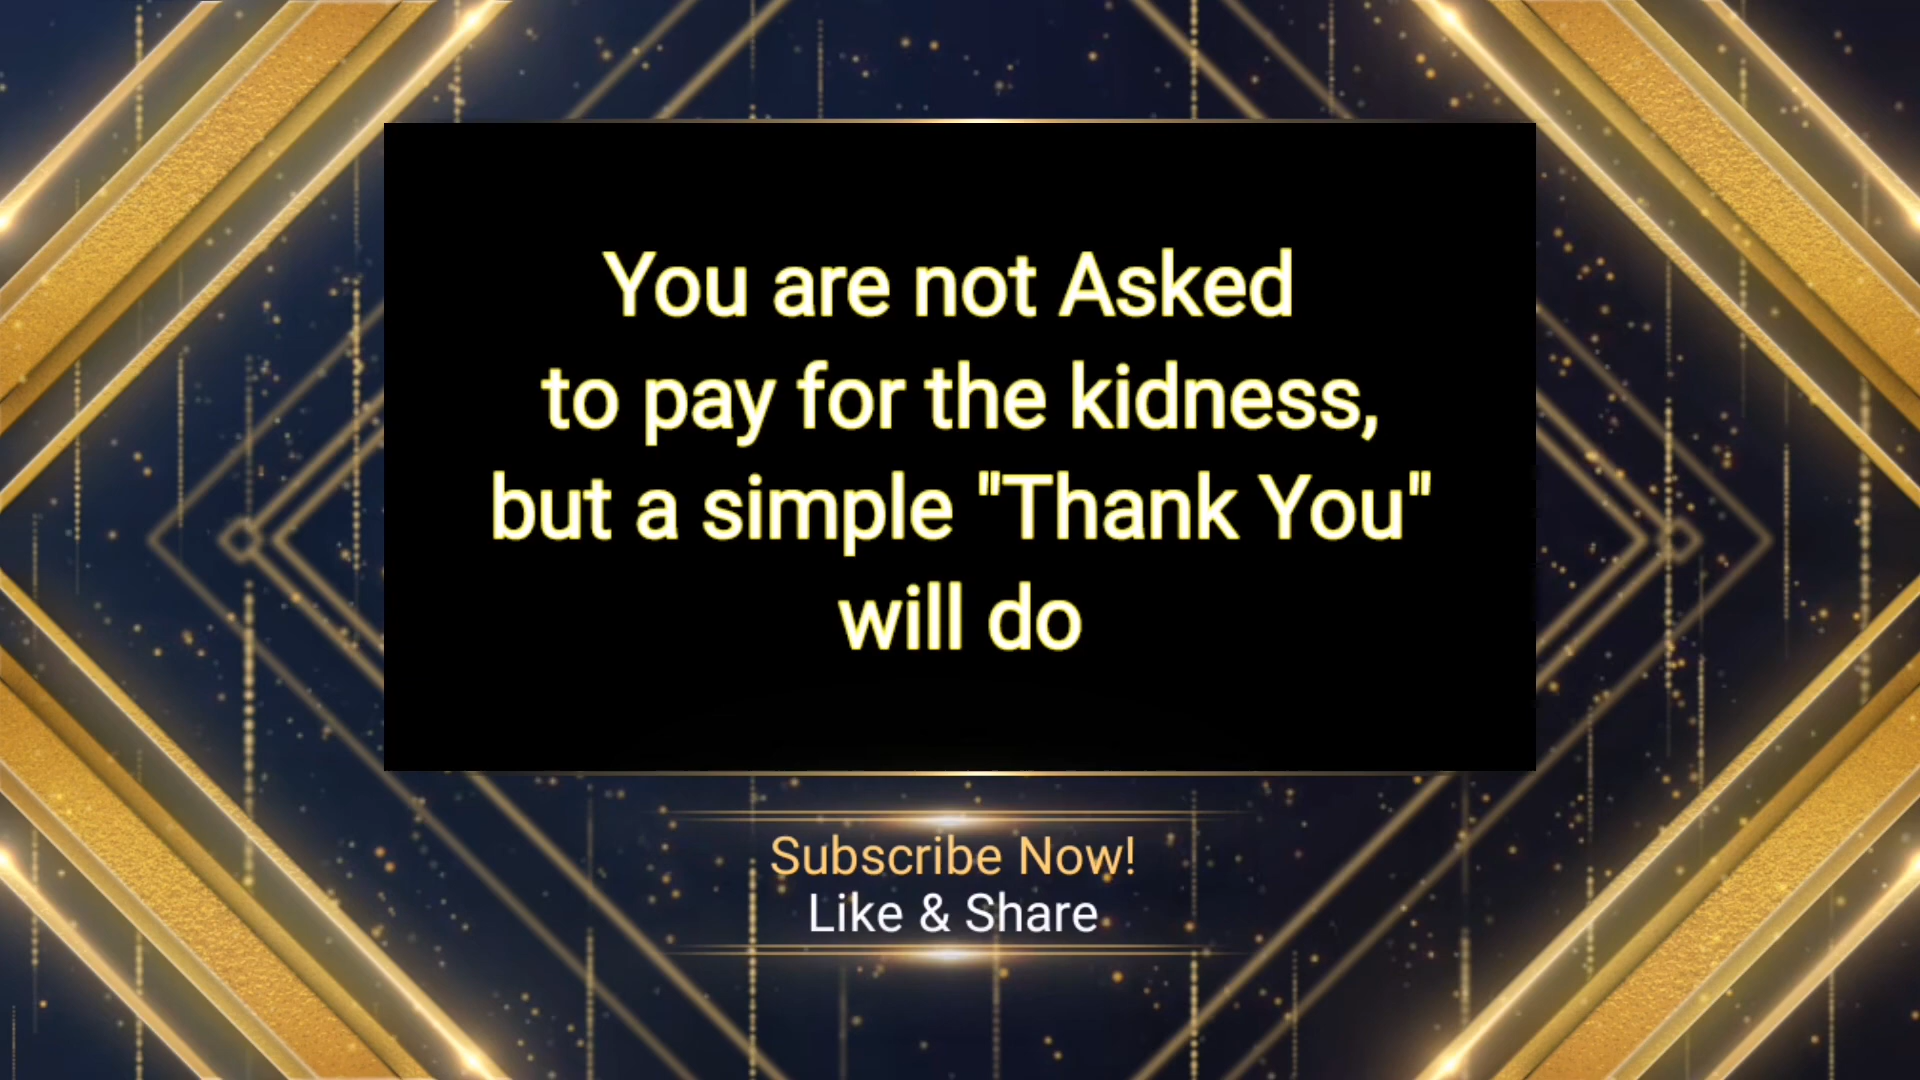 You are not Asked
to pay for the kidness,
but a simple "Thank You"
will do
Subscribe Now!
Like & Share